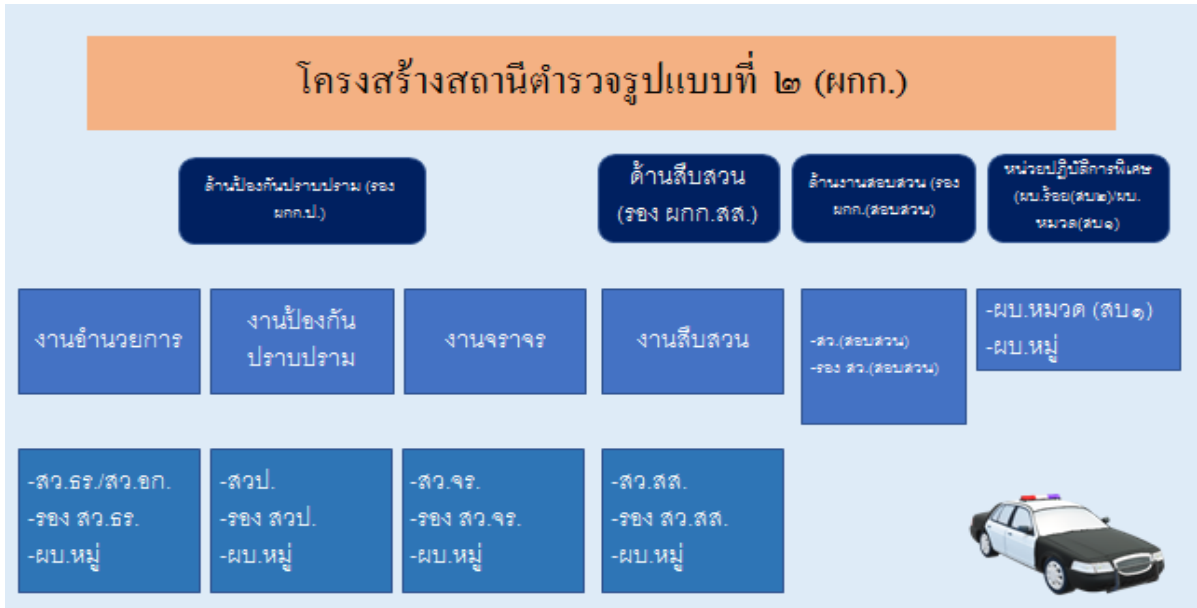 โครงสร้างสถานีตำรวจรูปแบบที่ ๒ (ผกก.)
ด้านป้องกันปราบปราม (รอง
ผกก.ป.)
ด้านสืบสวน
(รอง ผกก.สส.)
ด้านงานสอบสวน (รอง
ผกก.(สอบสวน)
หน่วยปฏิบัติการพิเศษ
(ผบ.ร้อย(สบ๒)/ผบ.
หมวด(สบ๑)
งานอำนวยการ
งานป้องกัน
ปราบปราม
งานจราจร
งานสืบสวน
-สว.(สอบสวน)
-รอง สว.(สอบสวน)
-ผบ.หมวด (สบ๑)
-ผบ.หมู่
-สว.ธร./สว.อก.
-รอง สว.ธร.
-ผบ.หมู่
-สวป.
-รอง สวป.
-ผบ.หมู่
-สว.จร.
-รอง สว.จร.
-ผบ.หมู่
-สว.สส.
-รอง สว.สส.
-ผบ.หมู่